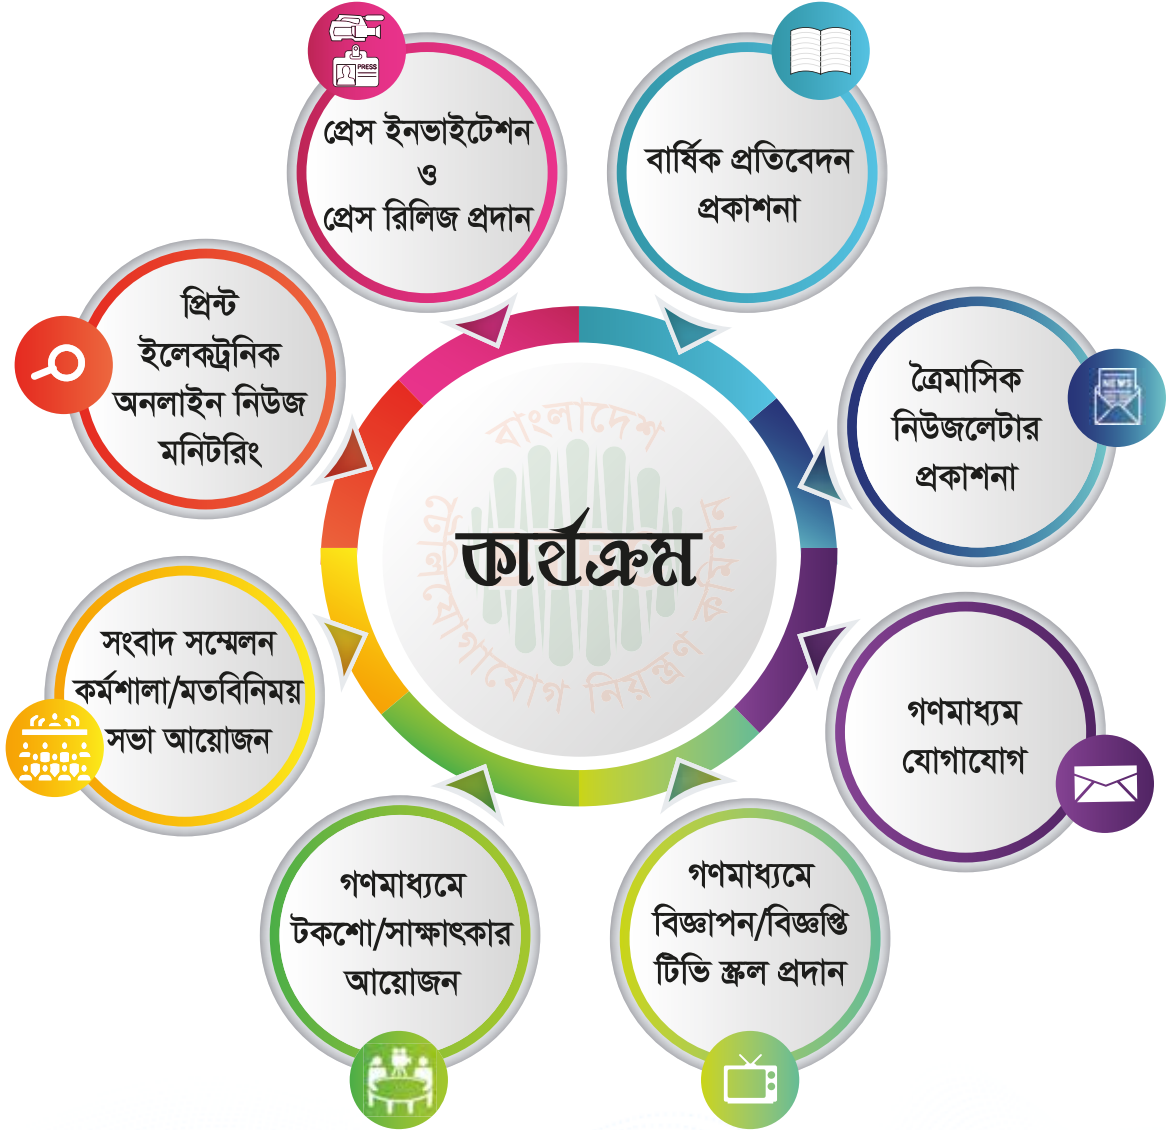 প্রেস ইনভাইটেশন
ও
প্রেস রিলিজ প্রদান
PRESS
বার্ষিক প্রতিবেদন
প্রকাশনা
ত্রৈমাসিক
নিউজলেটার
প্রকাশনা
NEWS
গণমাধ্যম
যোগাযোগ
গণমাধ্যমে
বিজ্ঞাপন/বিজ্ঞপ্তি
টিভি স্ক্রল প্রদান
গণমাধ্যমে
টকশো/সাক্ষাৎকার
আয়োজন
সংবাদ সম্মেলন
কর্মশালা/মতবিনিময়
সভা আয়োজন
প্রিন্ট
ইলেকট্রনিক
অনলাইন নিউজ
মনিটরিং
বাংলাদেশ
কার্যক্রম
টেলিযোগাযোগ নিয়ন্ত্রণ কমিশন